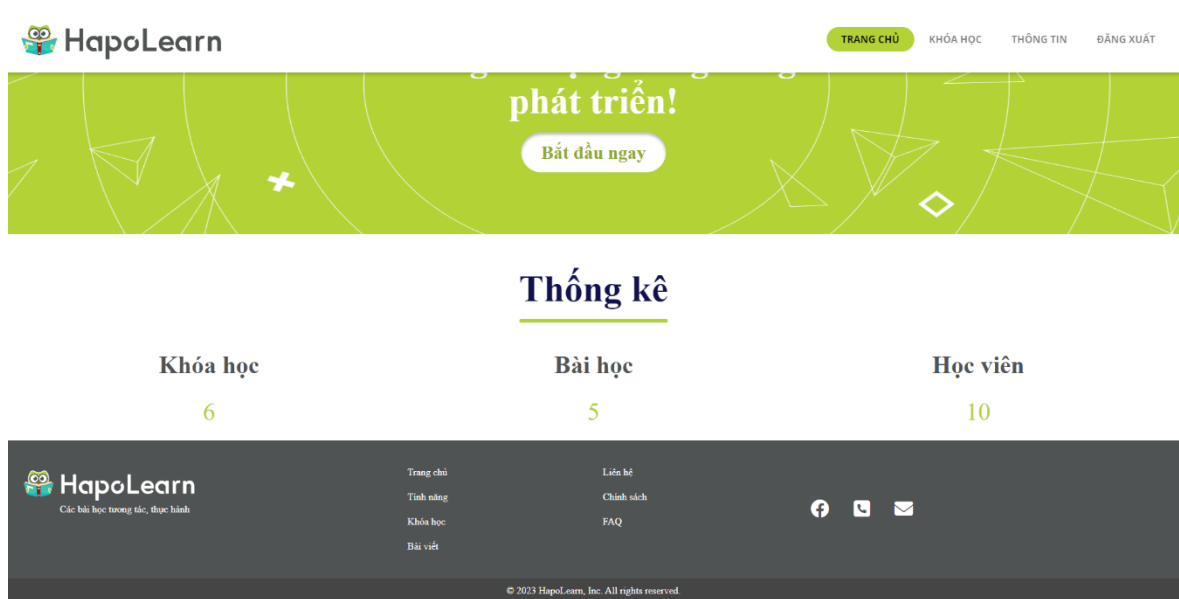 HapoLearn
TRANG CHỦ KHÓA HỌC THÔNG TIN ĐĂNG XUẤT
phát triển!
Bắt đầu ngay
Thống kê
Khóa học Bài học Học viên
6 5 10
HapoLearn
Các bài học tương tác, thực hành
Trang chủ
Tính năng
Khóa học
Bài viết
Liên hệ
Chính sách
FAQ
© 2023 HapoLearn, Inc. All rights reserved.